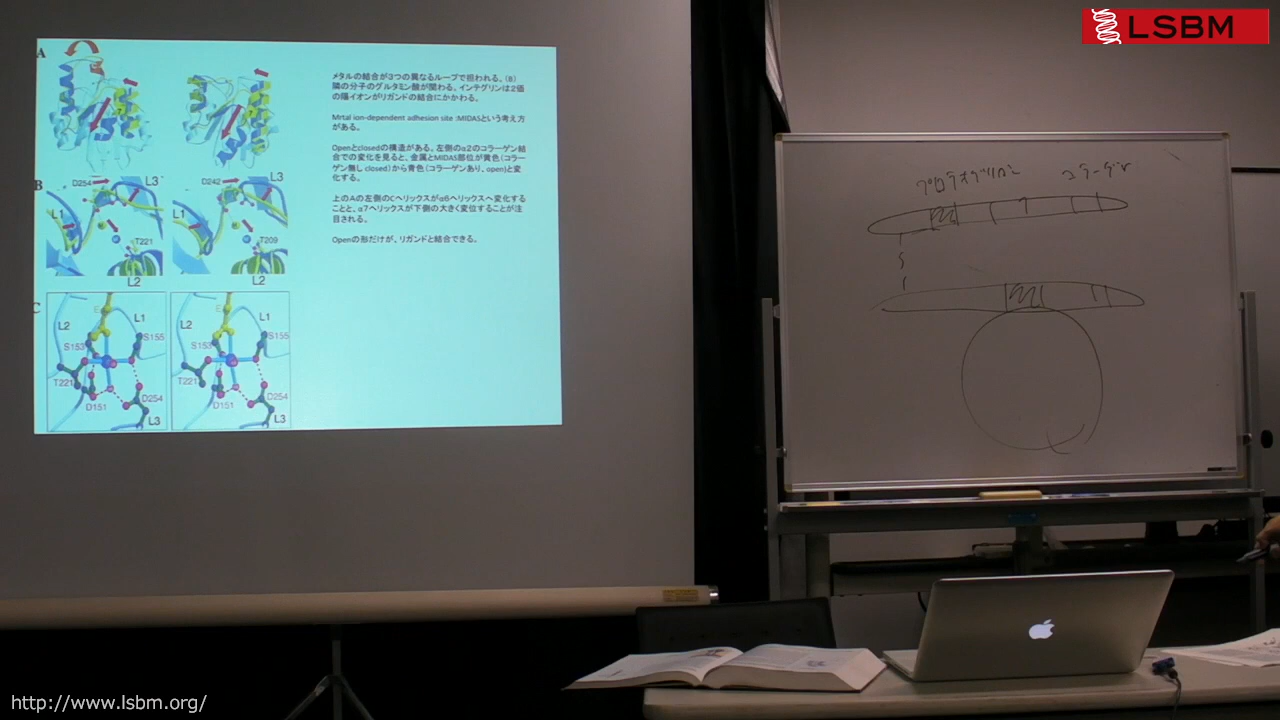 LSBM
A
メタルの結合が3つの異なるループで担われる。(B)
隣の分子のグルタミン酸が関わる。インテグリンは2価
の陽イオンがリガンドの結合にかかわる。
Mrtal ion-dependent adhesion site :MIDASという考え方
がある。
Openとclosedの構造がある。左側のα2のコラーゲン結
合での変化を見ると、金属とMIDAS部位が黄色(コラー
ゲン無し closed)から青色(コラーゲンあり、open)と変
化する。
上のAの左側のCヘリックスがα6ヘリックスへ変化する
ことと、α7ヘリックスが下側の大きく変位することが注
目される。
Openの形だけが、リガンドと結合できる。
B
D254 L3
L1
T221
L2
D242 L3
L1
T209
L2
C
E
L2 L1
S153 S155
T221
D151 D254
L3
E
L2 L1
S153 S155
T221
D151 D254
L3
プロテオグリカン コラーゲン
http://www.lsbm.org/